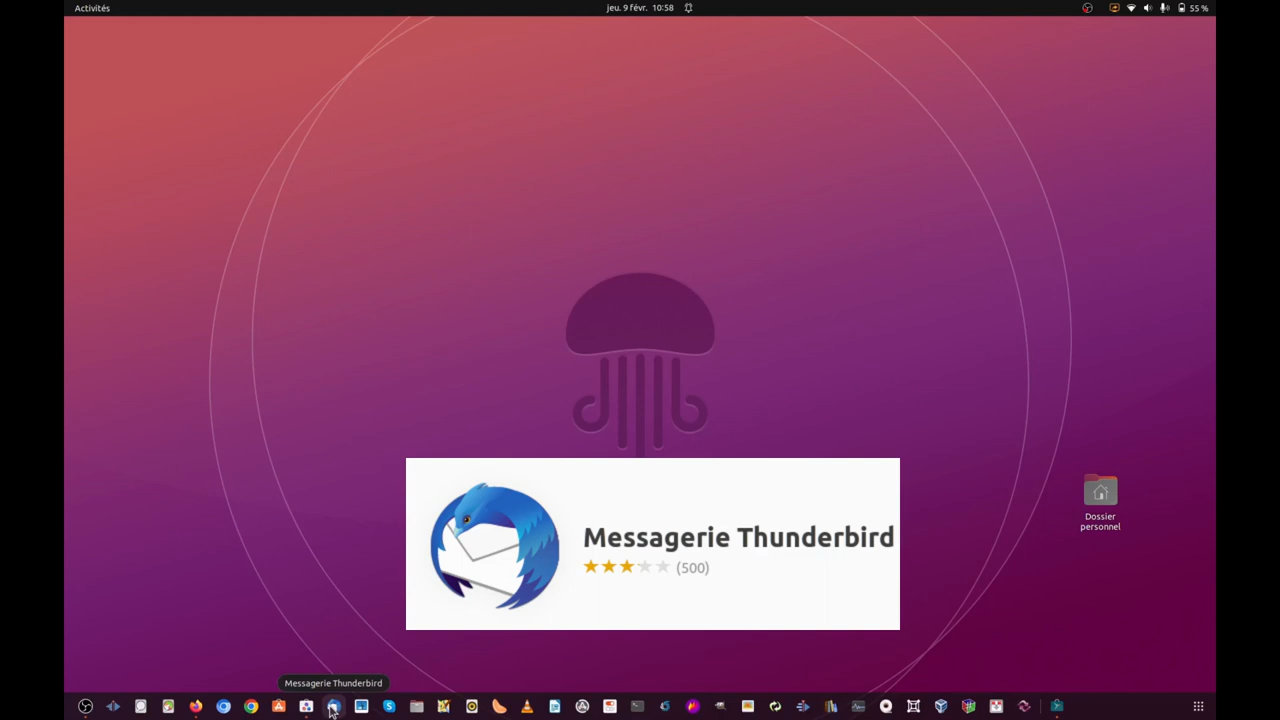 Activités
jeu. 9 févr. 10:58
55 %
Messagerie Thunderbird
(500)
Dossier
personnel
Messagerie Thunderbird